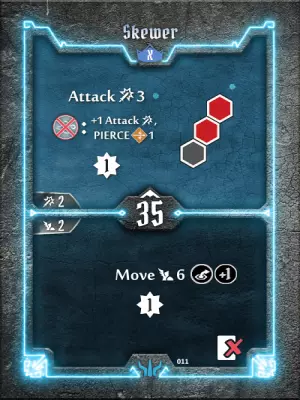 Skewer
X
Attack 3
+1 Attack,
PIERCE 1
1
2
35
2
Move 6 +1
1
011